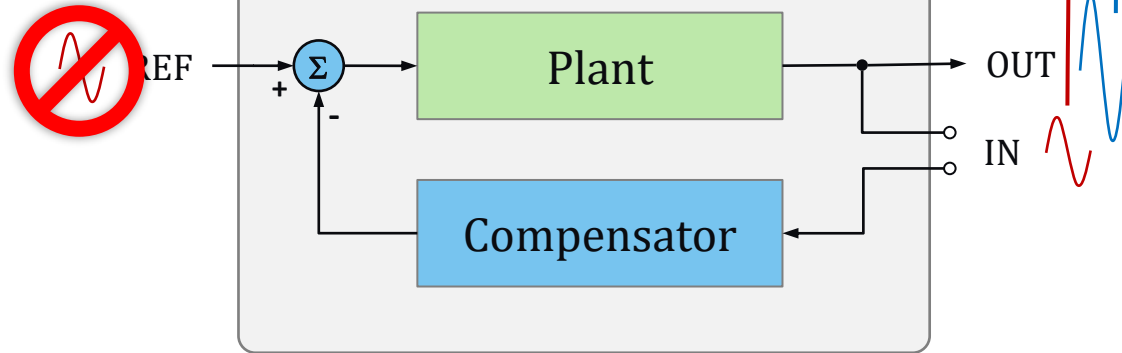 REF
+
Σ
-
Plant
OUT
IN
Compensator